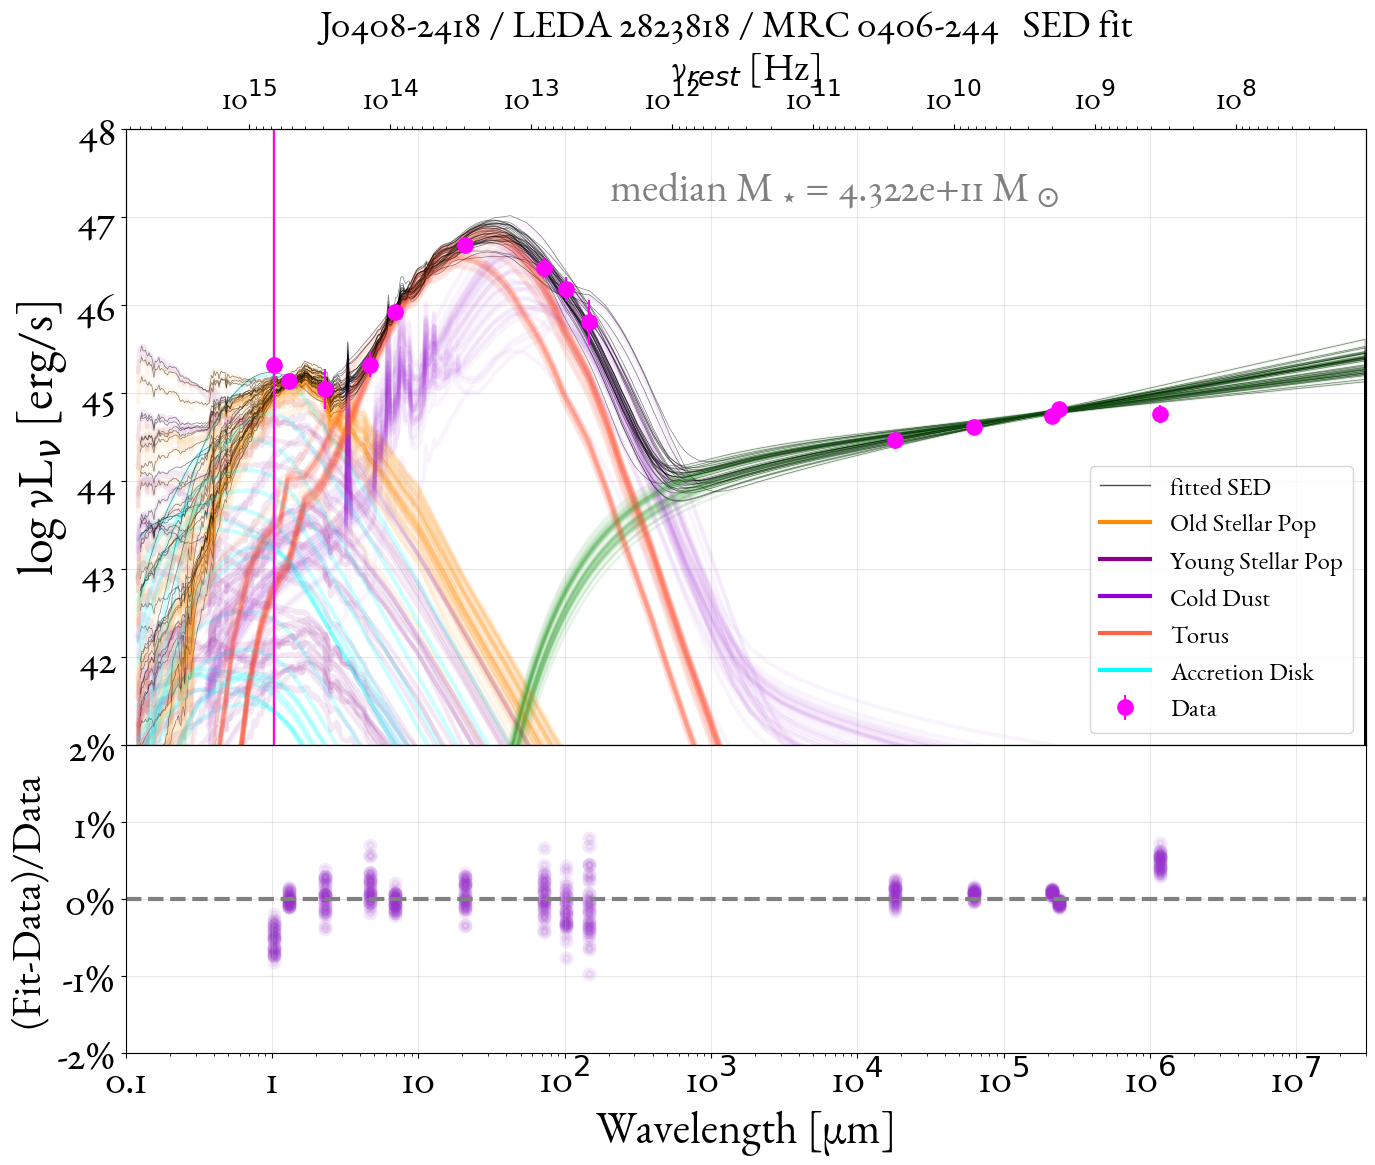 J0408-2418 / LEDA 2823818 / MRC 0406-244 SED fit
ν_rest [Hz]
10^15 10^14 10^13 10^12 10^11 10^10 10^9 10^8
48
median M ⋆ = 4.322e+11 M ⊙
47
46
45
44
43
42
log νLν [erg/s]
fitted SED
Old Stellar Pop
Young Stellar Pop
Cold Dust
Torus
Accretion Disk
Data
2%
1%
0%
-1%
-2%
(Fit-Data)/Data
0.1 1 10 10^2 10^3 10^4 10^5 10^6 10^7
Wavelength [μm]